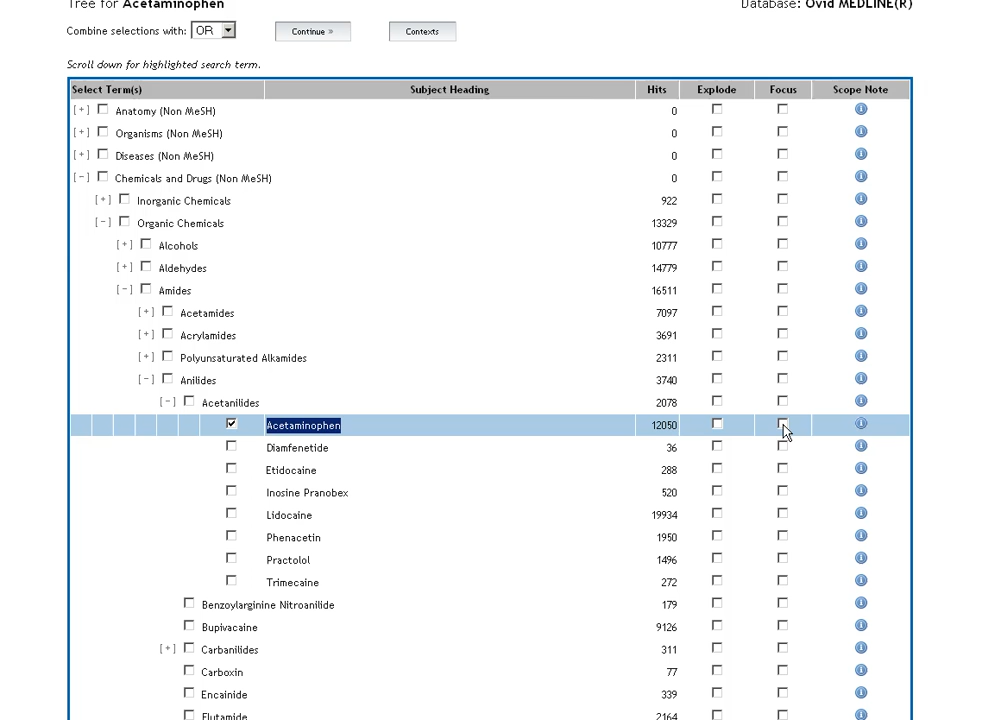 Tree for Acetaminophen Database: Ovid MEDLINE(R)
Combine selections with: OR Continue » Contexts
Scroll down for highlighted search term.
Select Term(s) Subject Heading Hits Explode Focus Scope Note
[+] Anatomy (Non MeSH) 0
[+] Organisms (Non MeSH) 0
[+] Diseases (Non MeSH) 0
[-] Chemicals and Drugs (Non MeSH) 0
[+] Inorganic Chemicals 922
[-] Organic Chemicals 13329
[+] Alcohols 10777
[+] Aldehydes 14779
[-] Amides 16511
[+] Acetamides 7097
[+] Acrylamides 3691
[+] Polyunsaturated Alkamides 2311
[-] Anilides 3740
[-] Acetanilides 2078
Acetaminophen 12050
Diamfenetide 36
Etidocaine 288
Inosine Pranobex 520
Lidocaine 19934
Phenacetin 1950
Practolol 1496
Trimecaine 272
Benzoylarginine Nitroanilide 179
Bupivacaine 9126
[+] Carbanilides 311
Carboxin 77
Encainide 339
Flutamide 2164